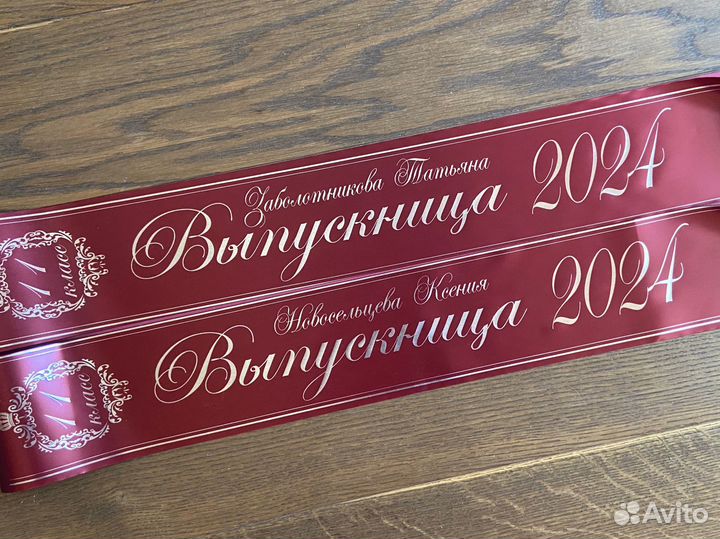 Заболотникова Татьяна
Выпускница 2024
11
класс
Новосельцева Ксения
Выпускница 2024
11
класс
Avito